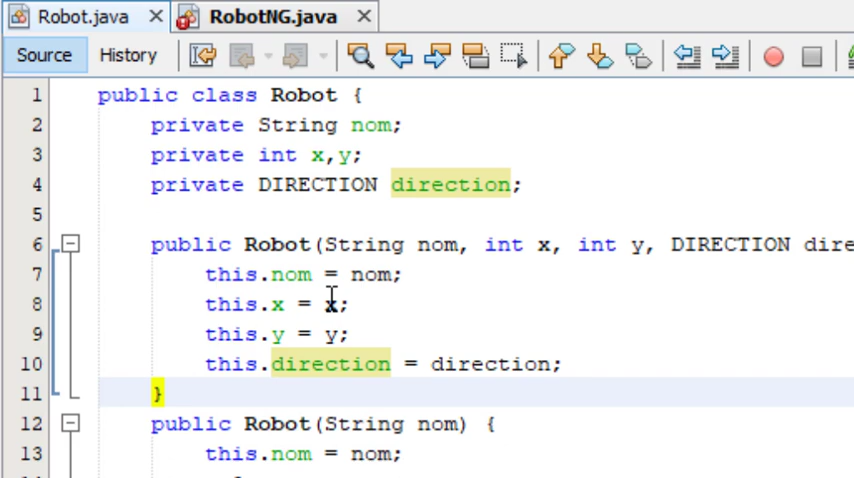 Robot.java RobotNG.java
Source History
1 public class Robot {
2 private String nom;
3 private int x,y;
4 private DIRECTION direction;
5
6 public Robot(String nom, int x, int y, DIRECTION dire
7 this.nom = nom;
8 this.x = x;
9 this.y = y;
10 this.direction = direction;
11 }
12 public Robot(String nom) {
13 this.nom = nom;